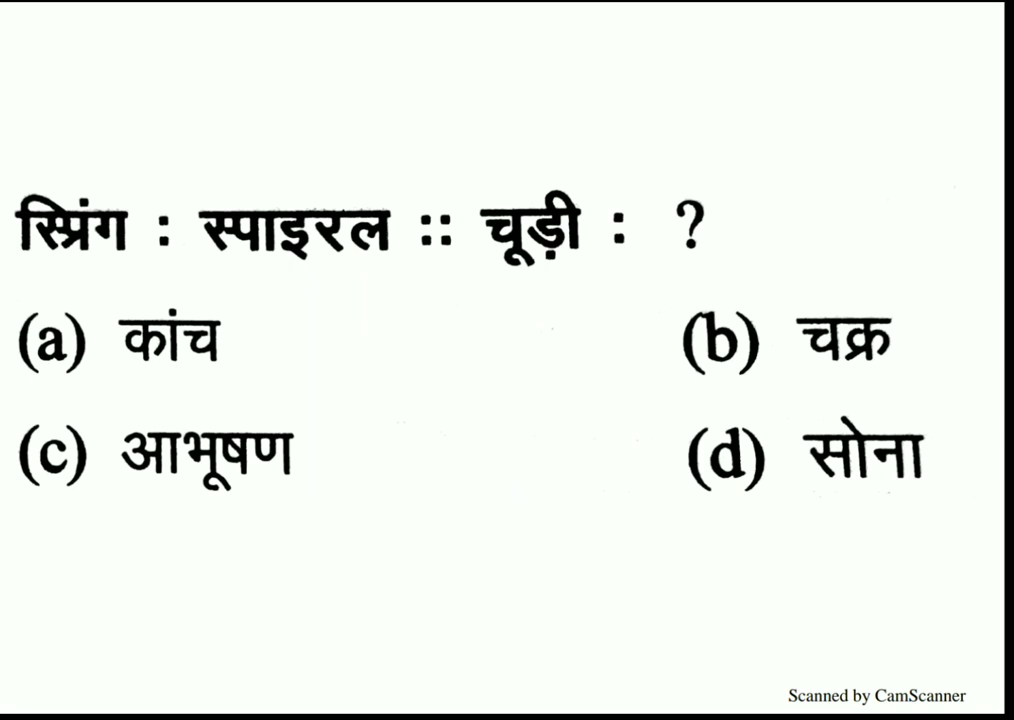 स्प्रिंग : स्पाइरल :: चूड़ी : ?
(a) कांच (b) चक्र
(c) आभूषण (d) सोना
Scanned by CamScanner